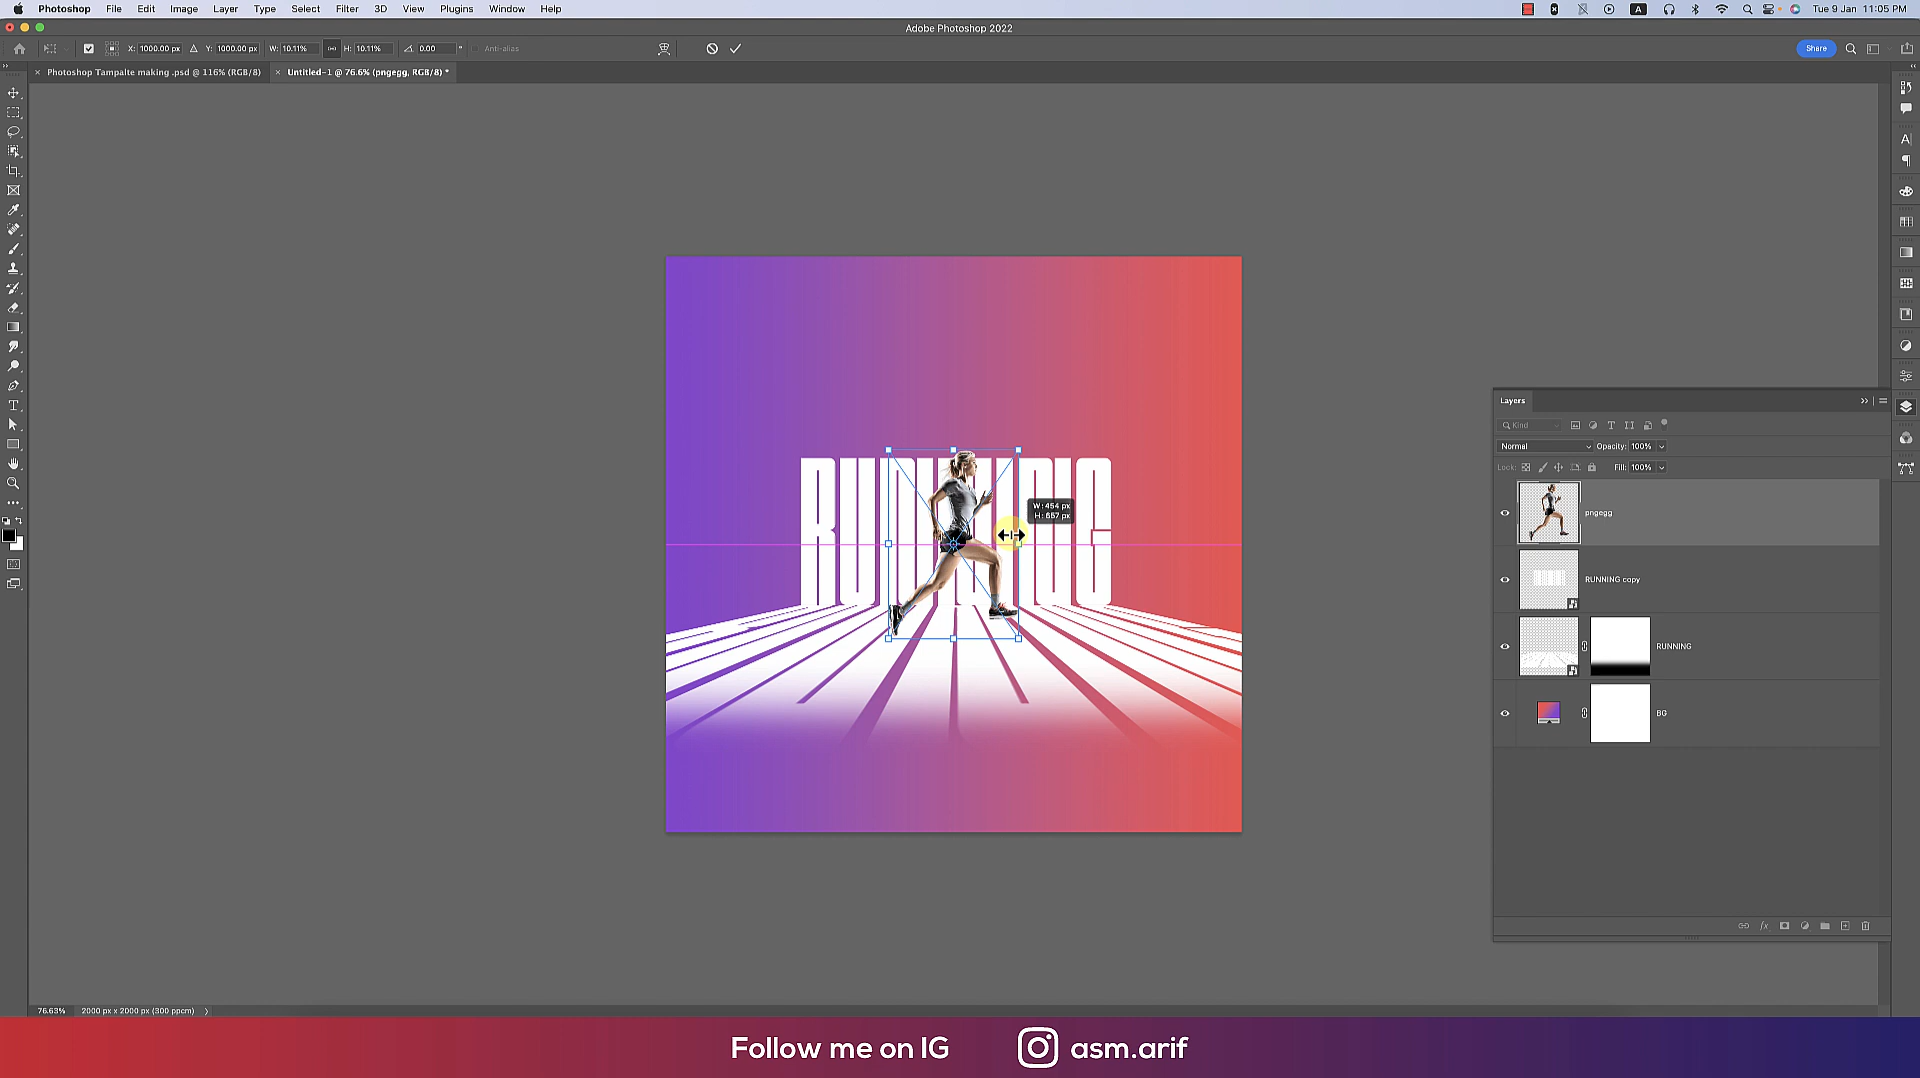 Photoshop File Edit Image Layer Type Select Filter 3D View Plugins Window Help A Tue 9 Jan 11:05 PM
Adobe Photoshop 2022
X: 1000.00 px Y: 1000.00 px W: 10.11% H: 10.11% 0.00 ° Anti-alias Share
Photoshop Tampalte making .psd @ 116% (RGB/8) Untitled-1 @ 76.6% (pngegg, RGB/8) *
RUNNING
W: 454 px
H: 657 px
Layers
Kind
Normal Opacity: 100%
Lock: Fill: 100%
pngegg
RUNNING copy
RUNNING
BG
fx
76.63% 2000 px x 2000 px (300 ppcm)
Follow me on IG asm.arif